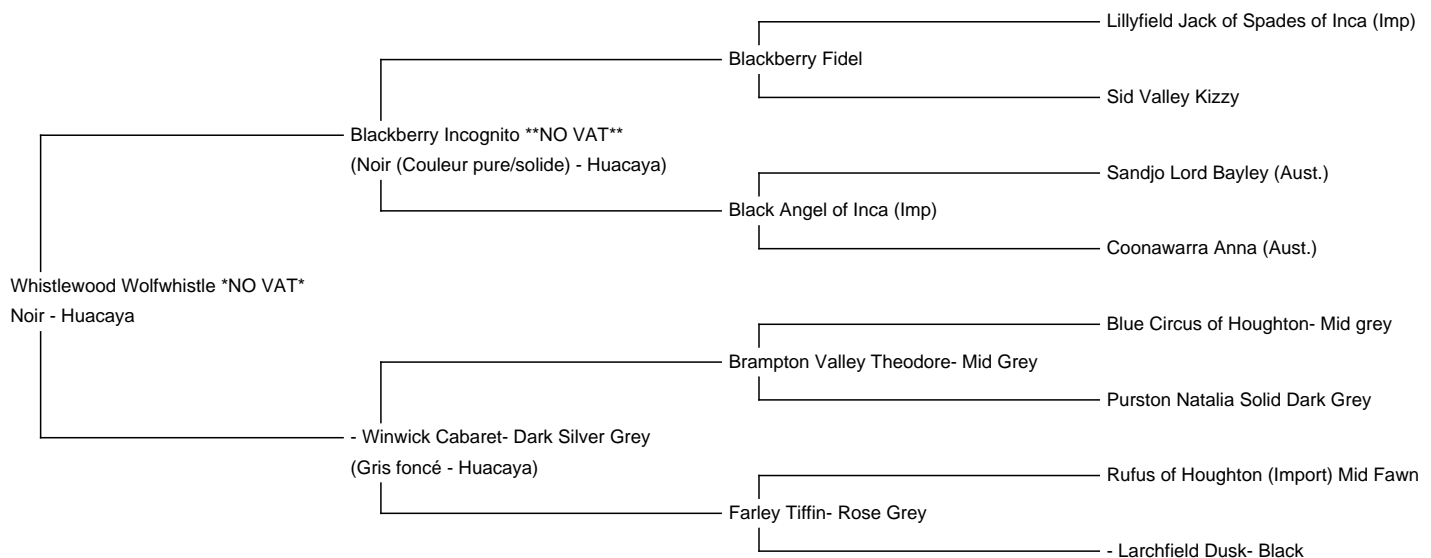 Lillyfield Jack of Spades of Inca (Imp)
Blackberry Fidel
Sid Valley Kizzy
Blackberry Incognito **NO VAT**
(Noir (Couleur pure/solide) - Huacaya)
Sandjo Lord Bayley (Aust.)
Black Angel of Inca (Imp)
Coonawarra Anna (Aust.)
Whistlewood Wolfwhistle *NO VAT*
Noir - Huacaya
Blue Circus of Houghton- Mid grey
Brampton Valley Theodore- Mid Grey
Purston Natalia Solid Dark Grey
- Winwick Cabaret- Dark Silver Grey
(Gris foncé - Huacaya)
Rufus of Houghton (Import) Mid Fawn
Farley Tiffin- Rose Grey
- Larchfield Dusk- Black